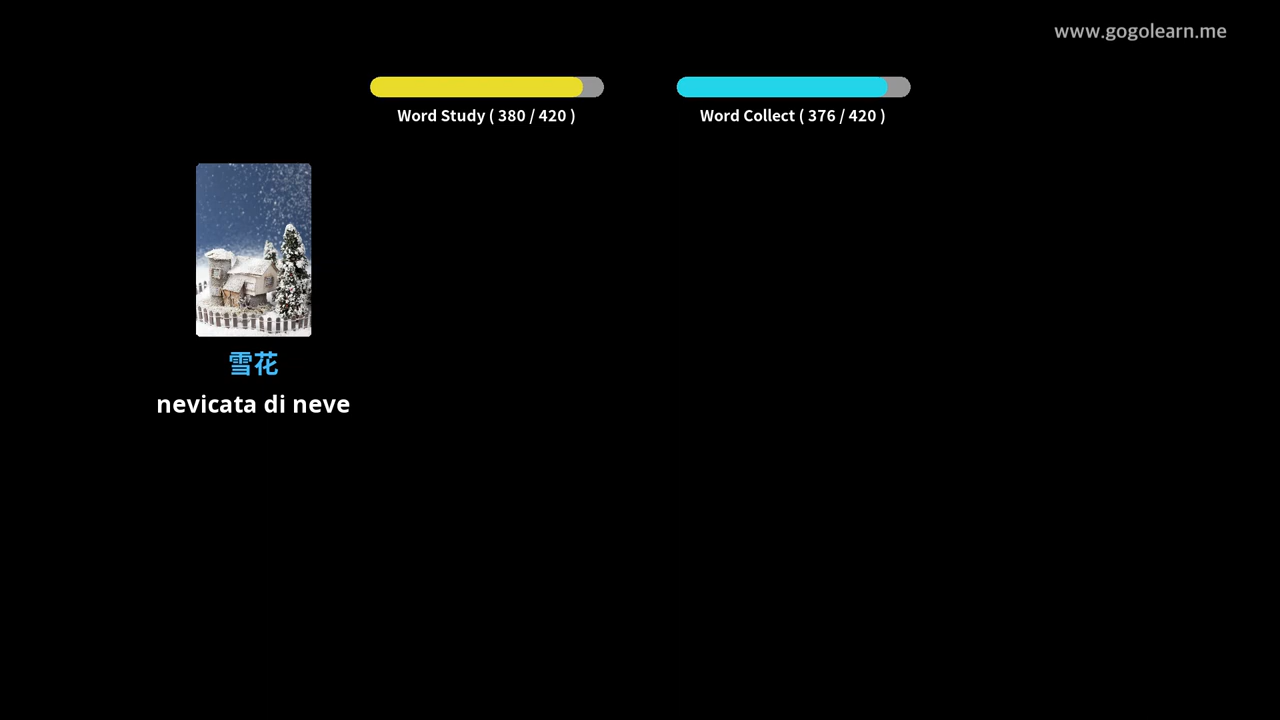 www.gogolearn.me
Word Study ( 380 / 420 )
Word Collect ( 376 / 420 )
雪花
nevicata di neve